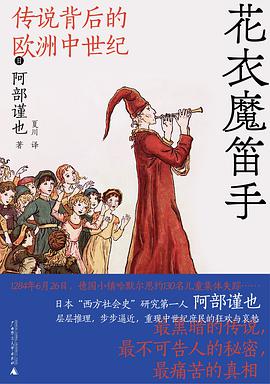 传说背后的
欧洲中世纪
日 阿部谨也 著
夏川 译
花衣魔笛手
1284年6月26日，德国小镇哈默尔恩约130名儿童集体失踪……
日本“西方社会史”研究第一人 阿部谨也
层层推理，步步逼近，重现中世纪庶民的狂欢与哀愁
最黑暗的传说，
最不可告人的秘密，
最痛苦的真相